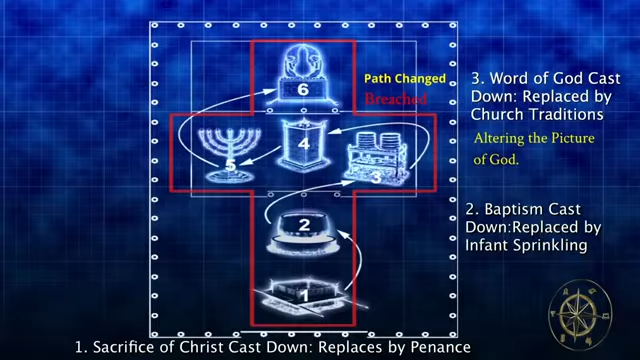 6
Path Changed
Breached
3. Word of God Cast
Down: Replaced by
Church Traditions
Altering the Picture
of God.
5
4
3
2
2. Baptism Cast
Down:Replaced by
Infant Sprinkling
1
1. Sacrifice of Christ Cast Down: Replaces by Penance